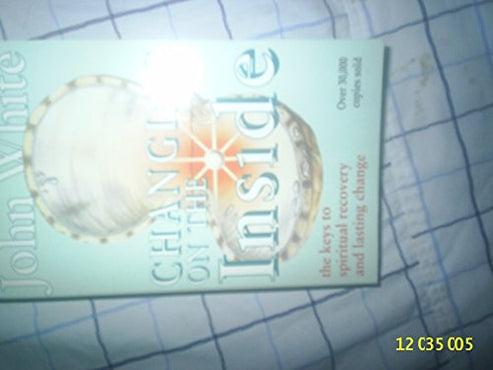 John White
CHANGING
ON THE
Inside
the keys to
spiritual recovery
and lasting change
Over 30,000
copies sold
12 035 005